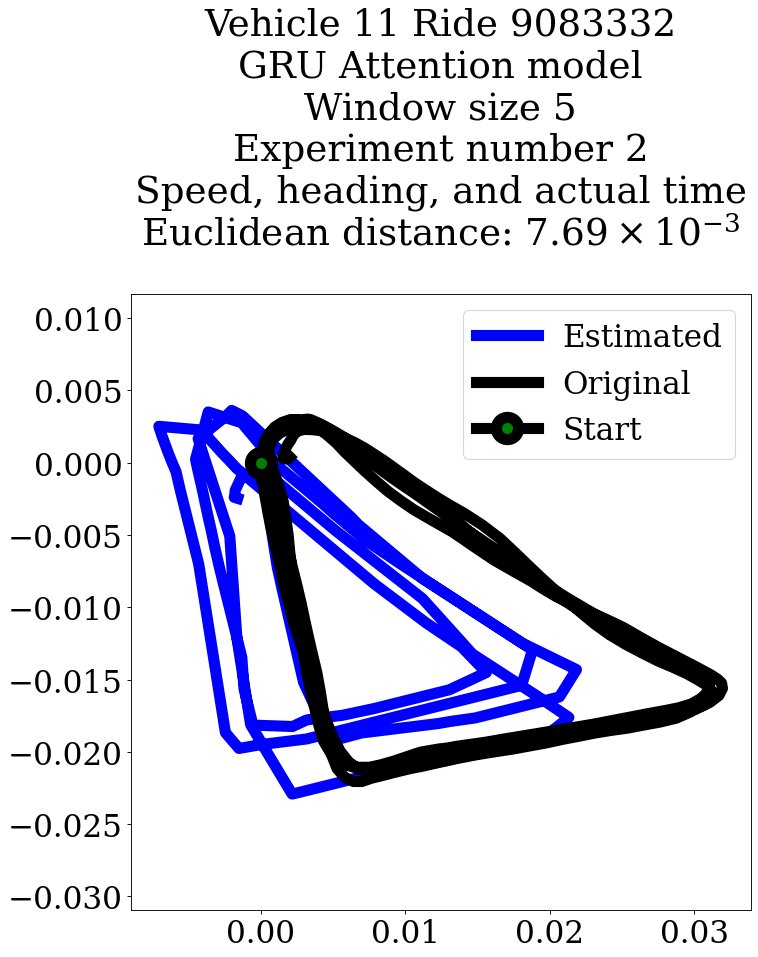 Vehicle 11 Ride 9083332
GRU Attention model
Window size 5
Experiment number 2
Speed, heading, and actual time
Euclidean distance: 7.69 × 10⁻³
Estimated
Original
Start
0.010
0.005
0.000
−0.005
−0.010
−0.015
−0.020
−0.025
−0.030
0.00 0.01 0.02 0.03